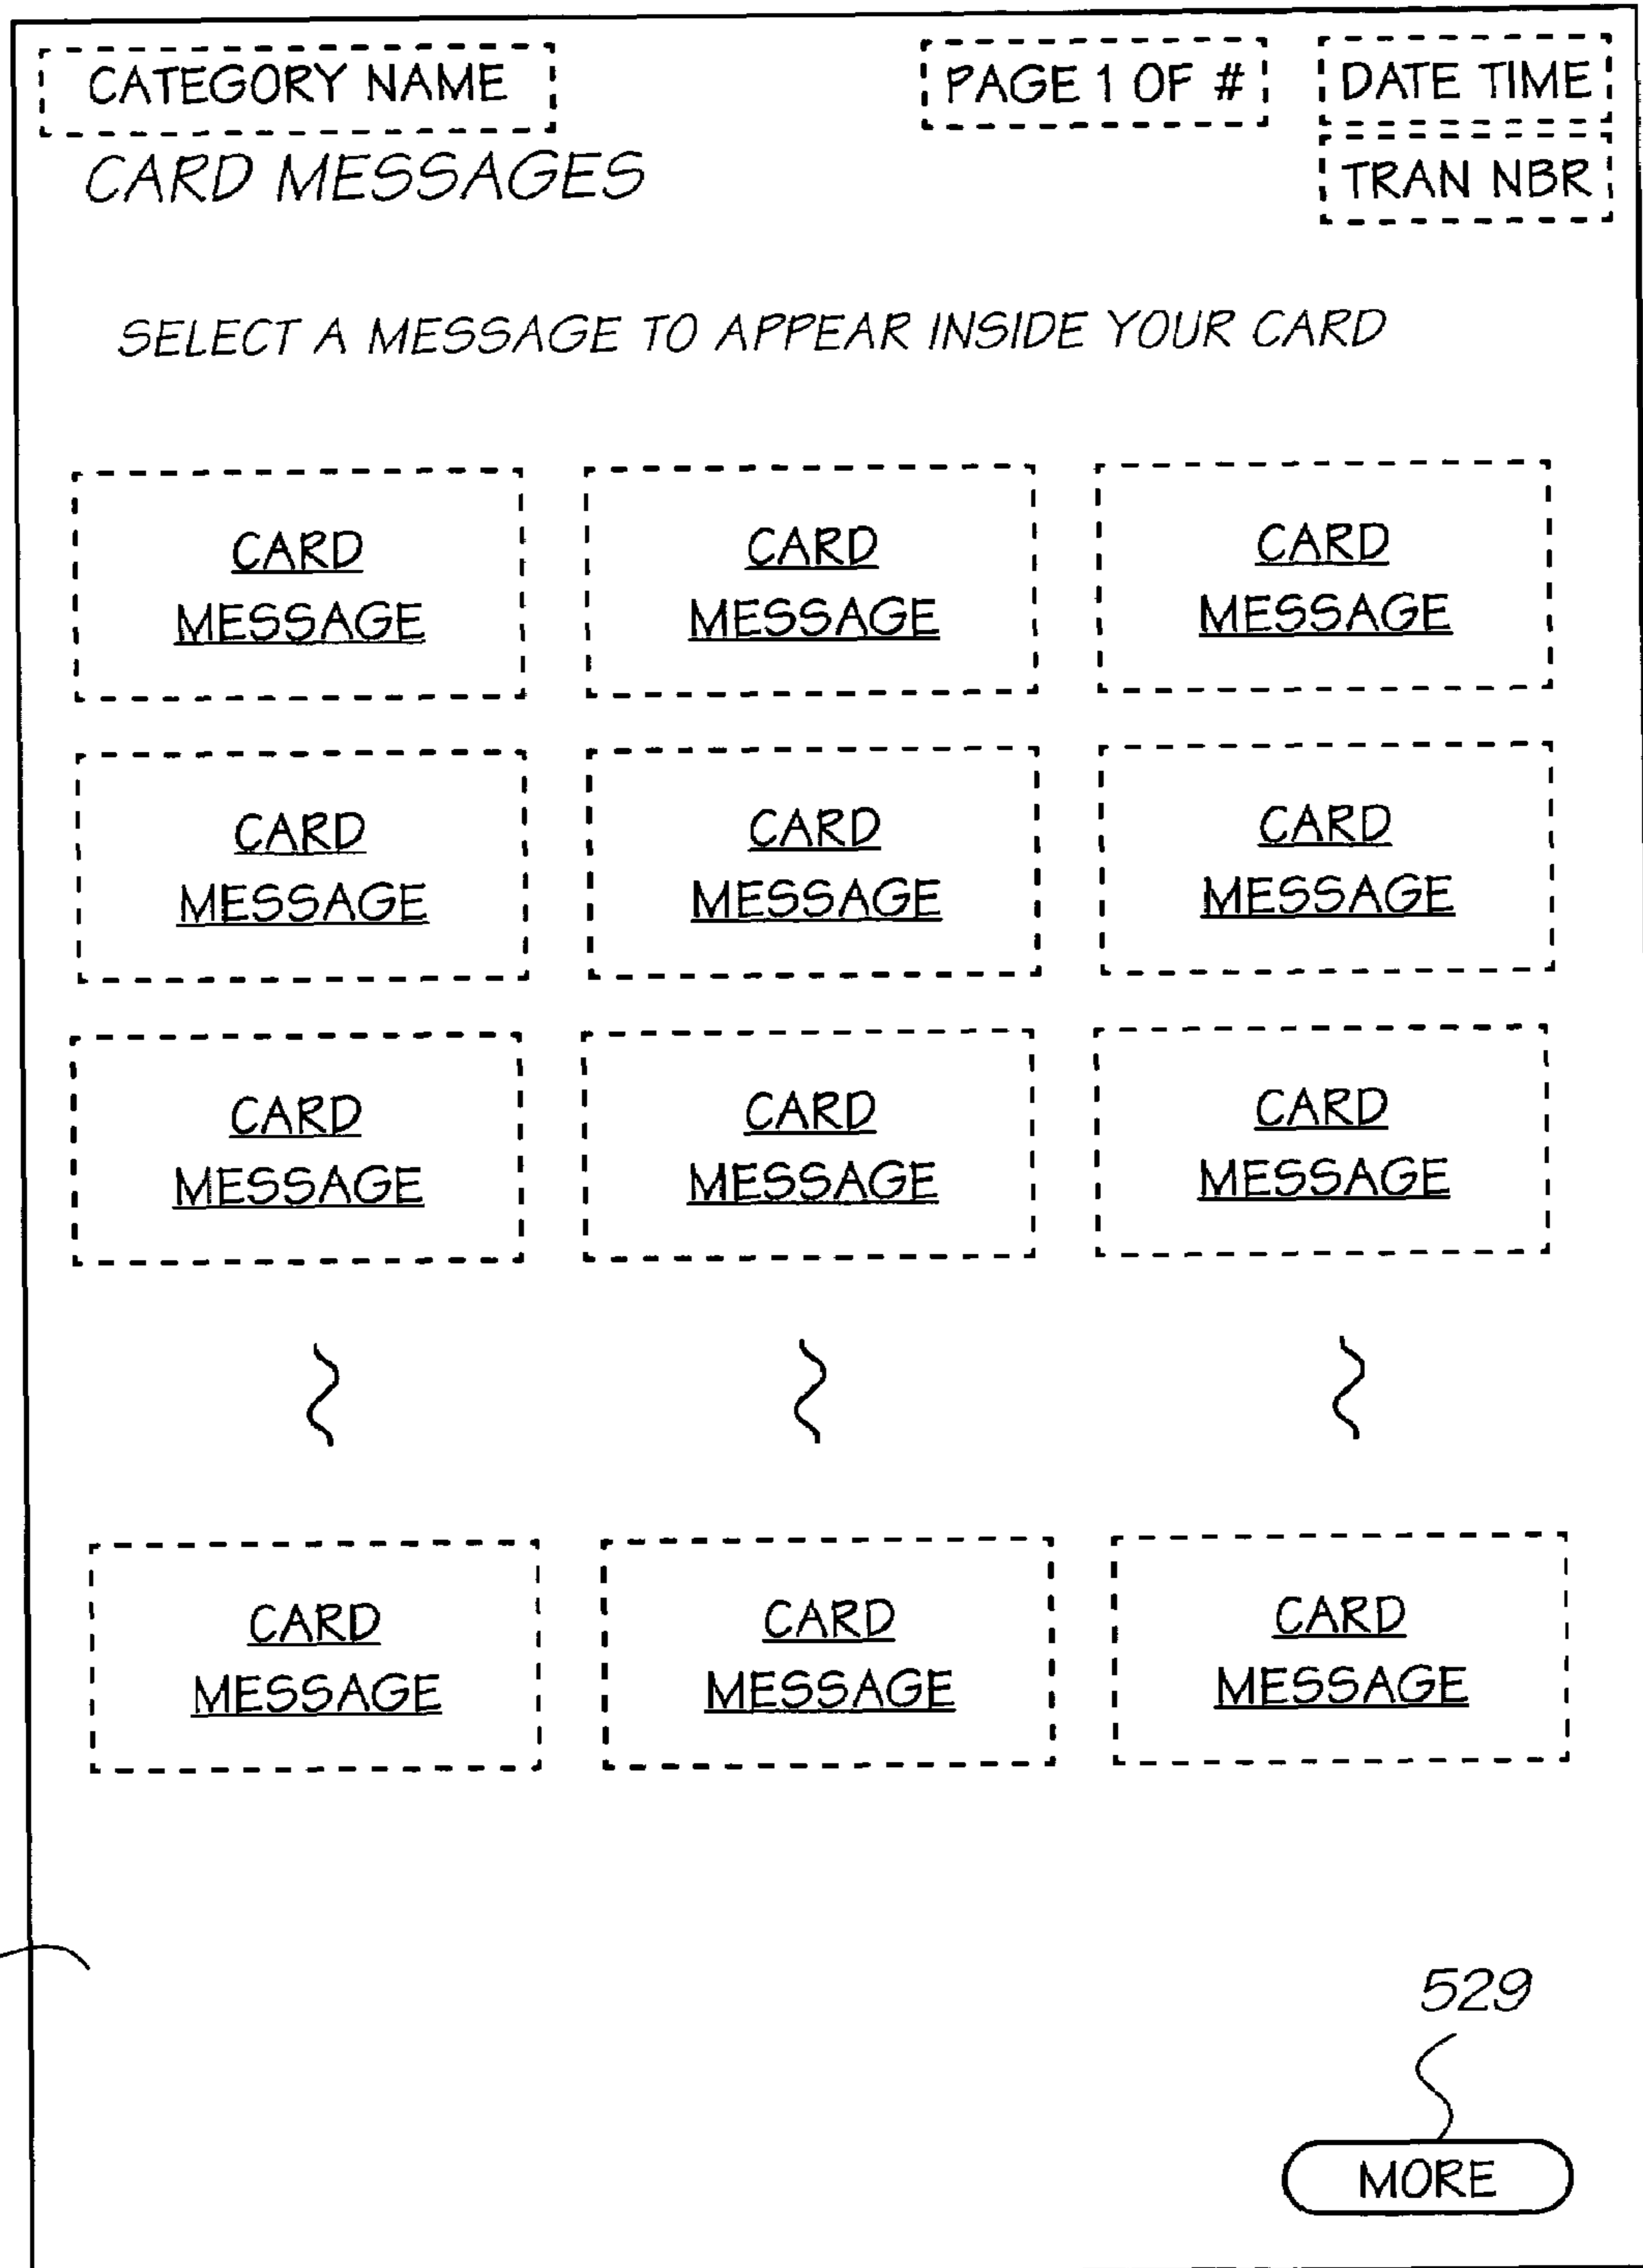 CATEGORY NAME PAGE 1 OF # DATE TIME
CARD MESSAGES TRAN NBR
SELECT A MESSAGE TO APPEAR INSIDE YOUR CARD
CARD CARD CARD
MESSAGE MESSAGE MESSAGE
CARD CARD CARD
MESSAGE MESSAGE MESSAGE
CARD CARD CARD
MESSAGE MESSAGE MESSAGE
CARD CARD CARD
MESSAGE MESSAGE MESSAGE
529
MORE